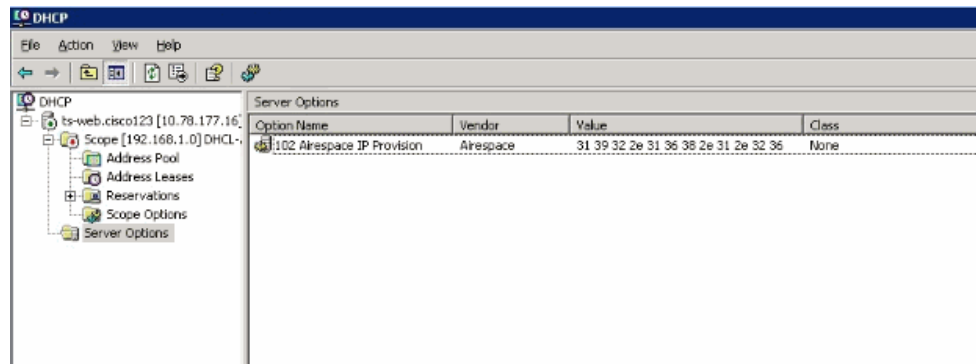 DHCP
File Action View Help
DHCP
ts-web.cisco123 [10.78.177.16]
Scope [192.168.1.0] DHCL-
Address Pool
Address Leases
Reservations
Scope Options
Server Options
Server Options
Option Name Vendor Value Class
102 Airespace IP Provision Airespace 31 39 32 2e 31 36 38 2e 31 2e 32 36 None